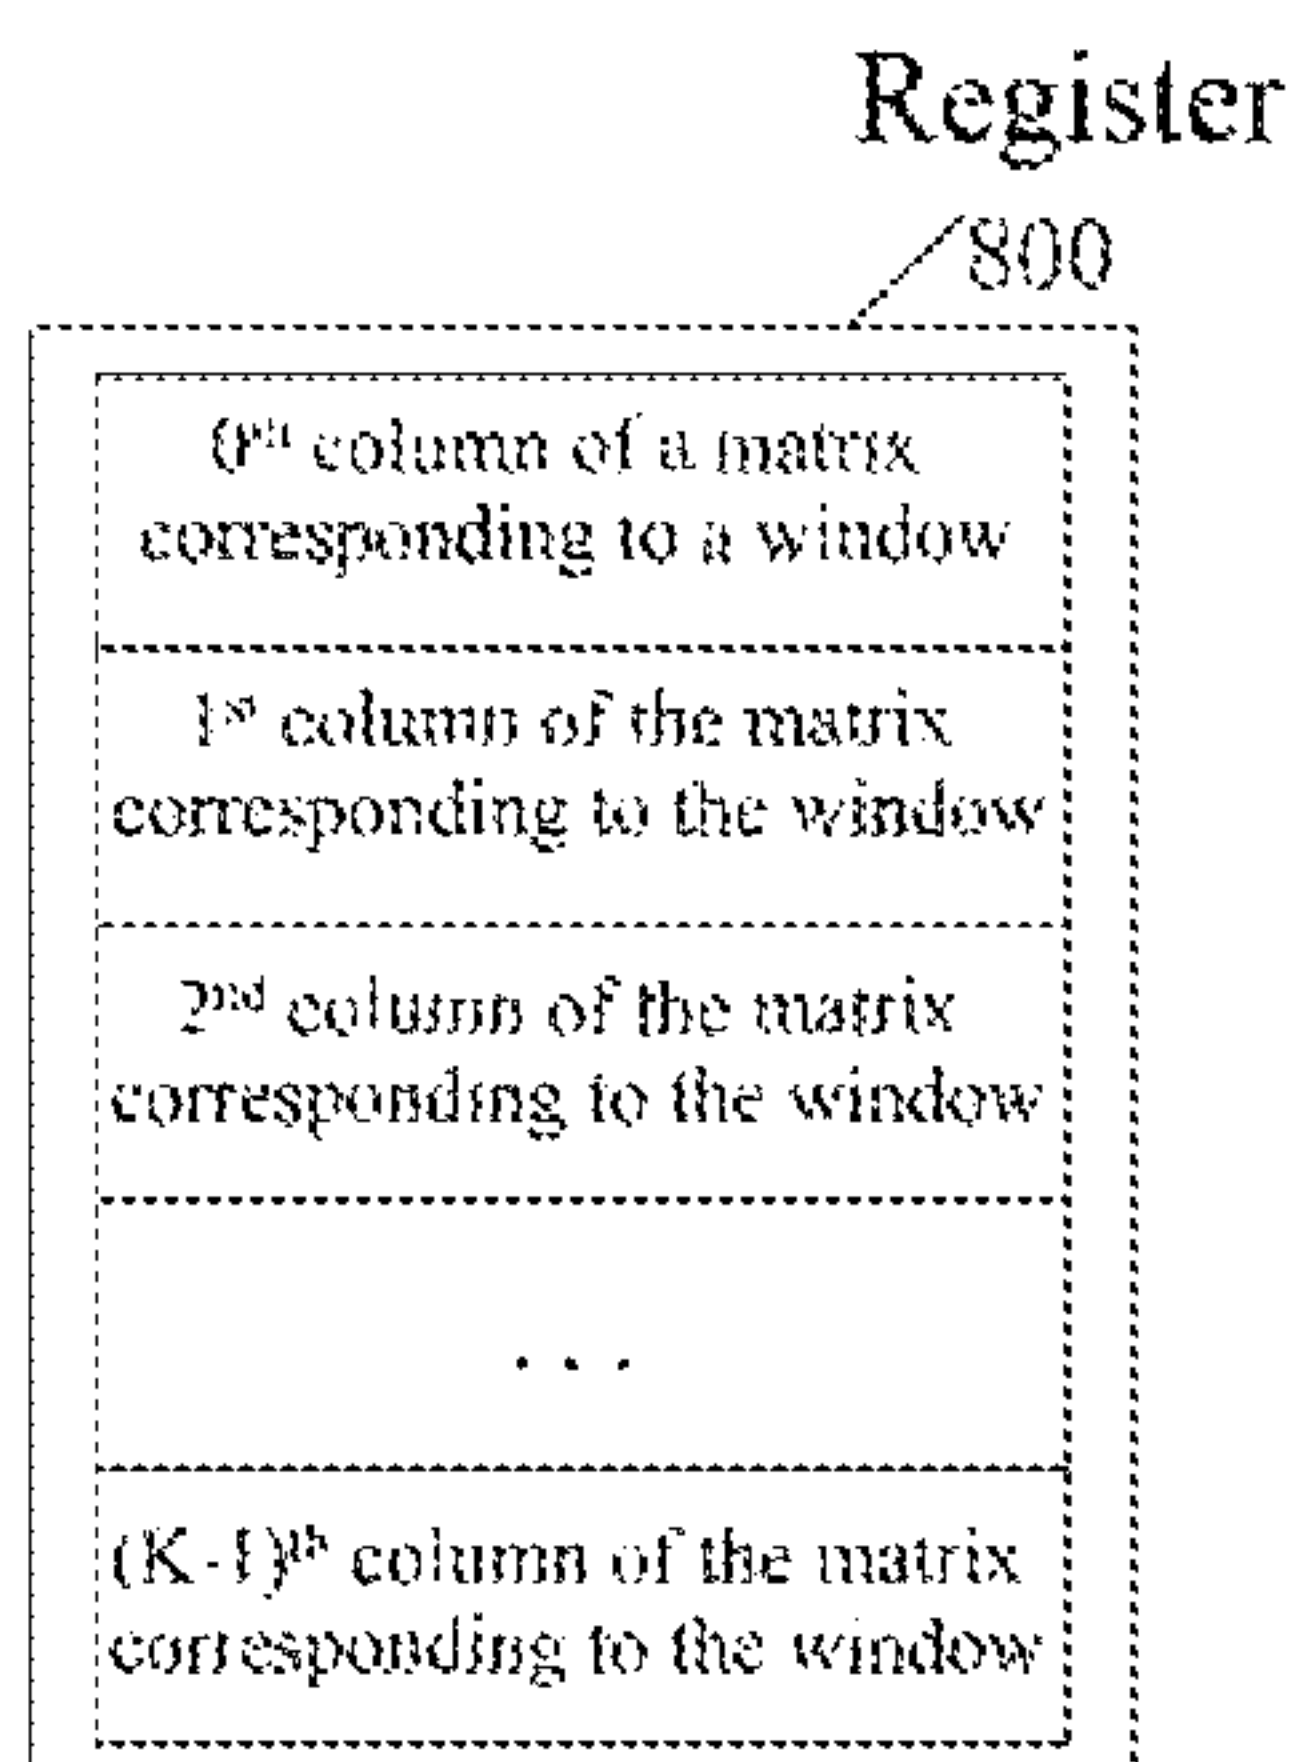 Register
800
0th column of a matrix
corresponding to a window
1st column of the matrix
corresponding to the window
2nd column of the matrix
corresponding to the window
. . .
(K-1)th column of the matrix
corresponding to the window